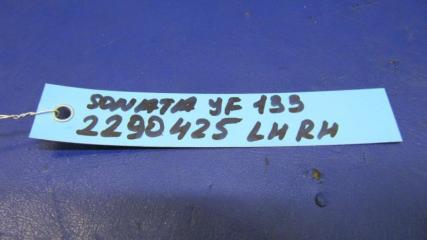 SONATA YF 133
2290425 LH RH